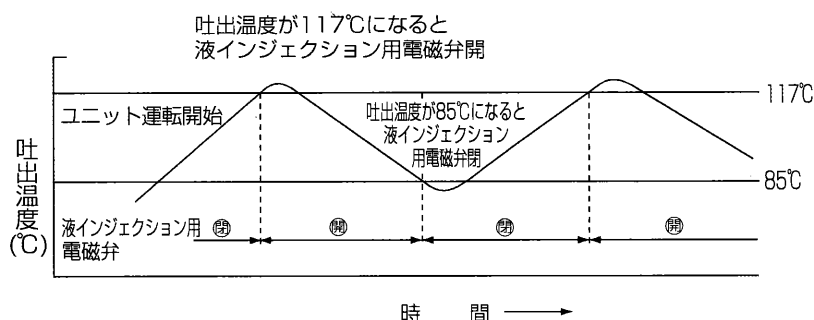 吐出温度が117℃になると
液インジェクション用電磁弁開
117℃
ユニット運転開始
吐出温度が85℃になると
液インジェクション
用電磁弁閉
吐出温度
(℃)
85℃
液インジェクション用
電磁弁
閉
開
閉
開
時 間